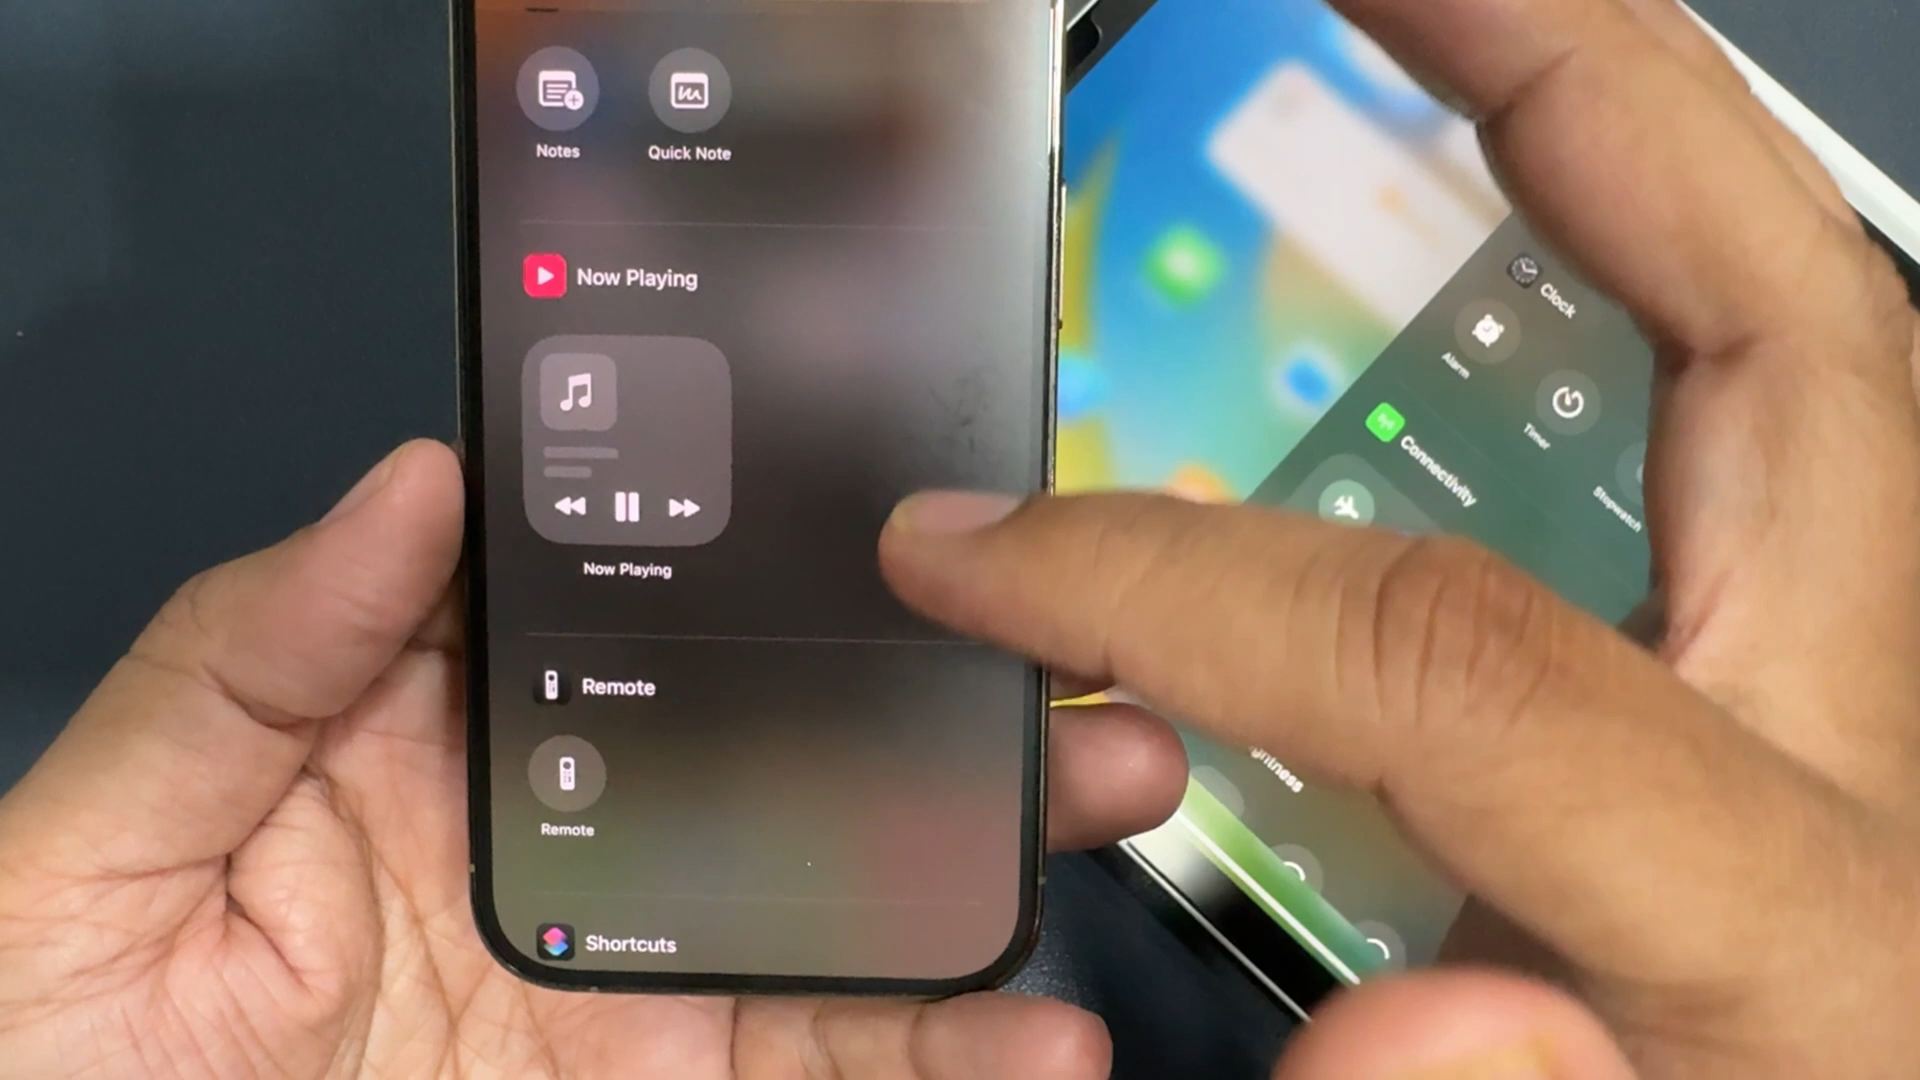 Notes
Quick Note
Now Playing
Now Playing
Remote
Remote
Shortcuts
Clock
Alarm
Timer
Stopwatch
Connectivity